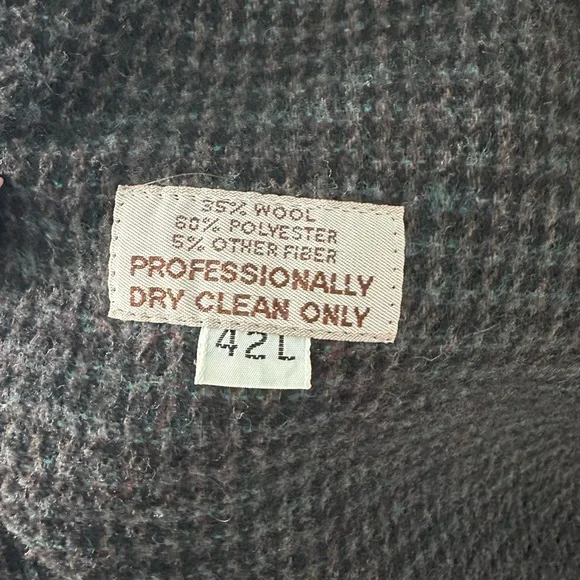 35% WOOL
60% POLYESTER
5% OTHER FIBER
PROFESSIONALLY
DRY CLEAN ONLY
42L